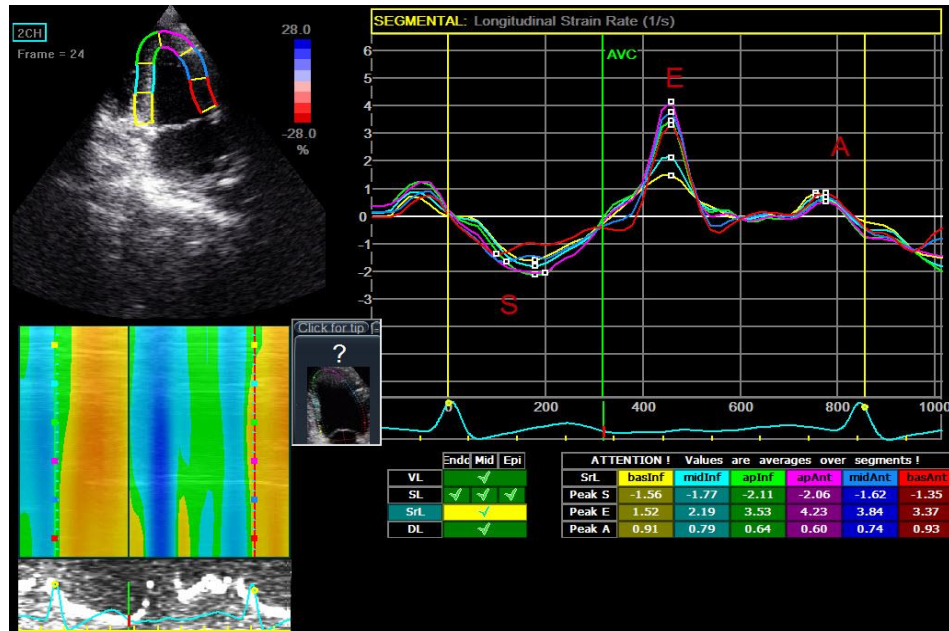 2CH
Frame = 24
28.0
-28.0
%
SEGMENTAL: Longitudinal Strain Rate (1/s)
AVC
6
5
4
3
2
1
0
-1
-2
-3
E
A
S
Click for tip
?
0 200 400 600 800 1000
Endo Mid Epi
VL
SL
SrL
DL
ATTENTION ! Values are averages over segments !
SrL basInf midInf apInf apAnt midAnt basAnt
Peak S -1.56 -1.77 -2.11 -2.06 -1.62 -1.35
Peak E 1.52 2.19 3.53 4.23 3.84 3.37
Peak A 0.91 0.79 0.64 0.60 0.74 0.93